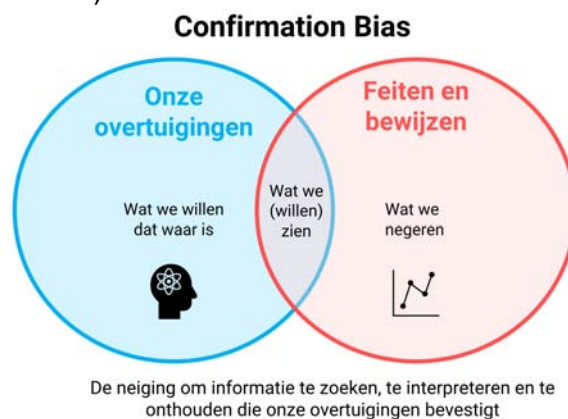 Confirmation Bias
Onze
overtuigingen
Feiten en
bewijzen
Wat we willen
dat waar is
Wat we
(willen)
zien
Wat we
negeren
De neiging om informatie te zoeken, te interpreteren en te
onthouden die onze overtuigingen bevestigt